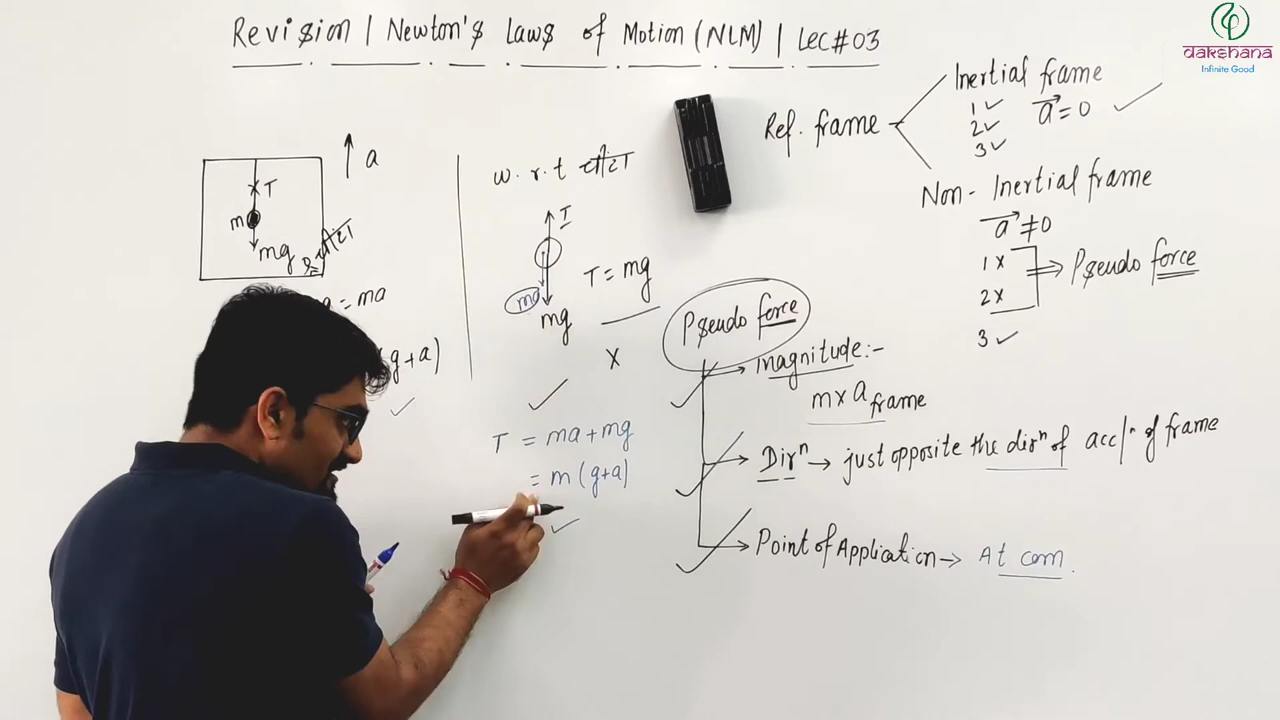 Revision | Newton's Laws of Motion (NLM) | Lec#03
dakshana
Infinite Good
a
T
m
mg
= ma
g+a)
w.r.t चीटा
T
ma
mg
T = mg
X
T = ma+mg
= m(g+a)
Ref. frame
Inertial frame
1 ✓ a⃗ = 0 ✓
2 ✓
3 ✓
Non-Inertial frame
a⃗ ≠ 0
1 x
2 x
Pseudo force
3 ✓
Pseudo force
Magnitude:-
m x a frame
Dirⁿ → just opposite the dirⁿ of acc/ⁿ of frame
Point of Application → At com.